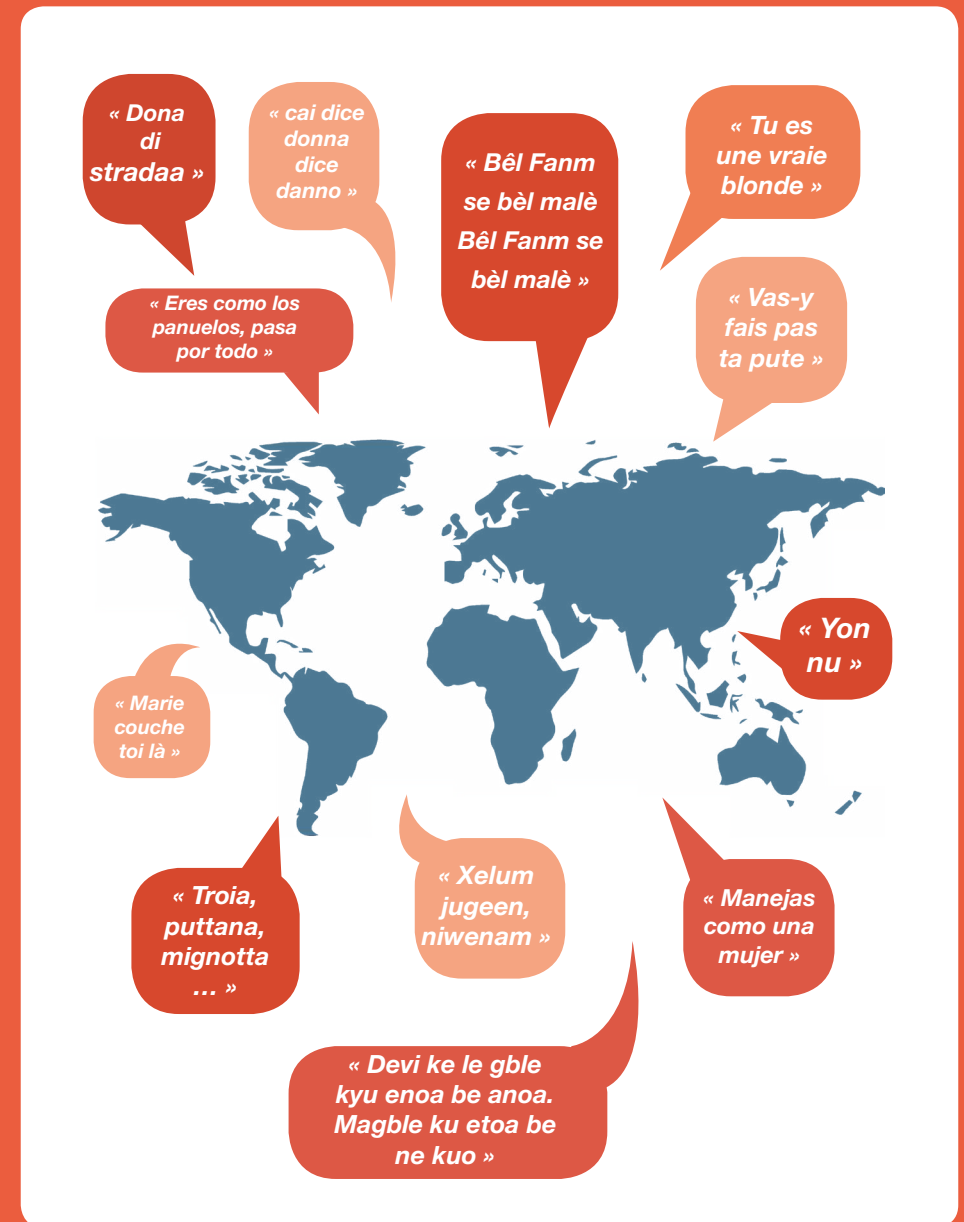 « Dona
di
stradaa »
« cai dice
donna
dice
danno »
« Bêl Fanm
se bèl malè
Bêl Fanm se
bèl malè »
« Tu es
une vraie
blonde »
« Eres como los
panuelos, pasa
por todo »
« Vas-y
fais pas
ta pute »
« Yon
nu »
« Marie
couche
toi là »
« Troia,
puttana,
mignotta
... »
« Xelum
jugeen,
niwenam »
« Manejas
como una
mujer »
« Devi ke le gble
kyu enoa be anoa.
Magble ku etoa be
ne kuo »